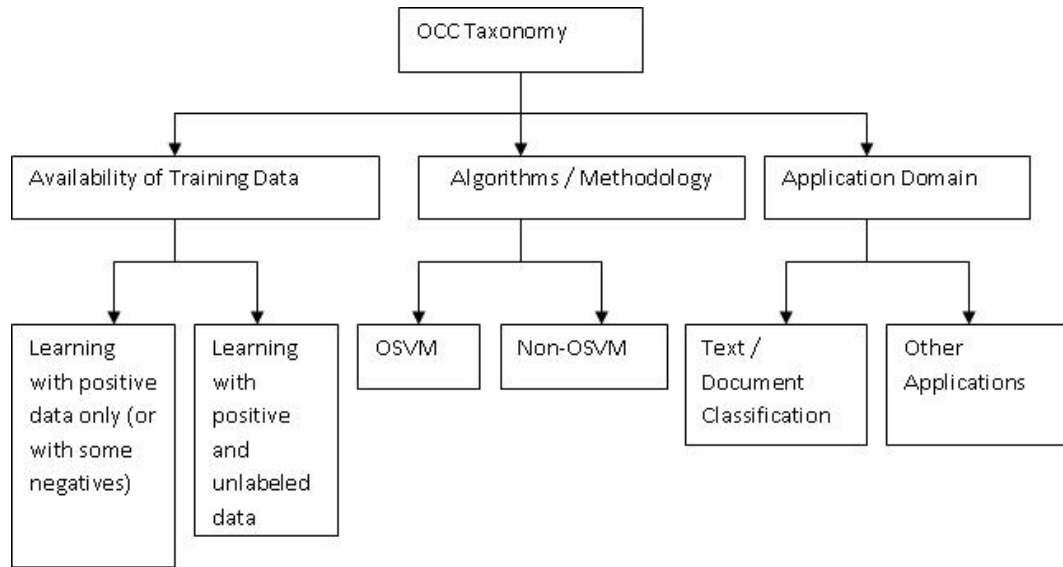 OCC Taxonomy
Availability of Training Data
Algorithms / Methodology
Application Domain
Learning
with positive
data only (or
with some
negatives)
Learning
with
positive
and
unlabeled
data
OSVM
Non-OSVM
Text /
Document
Classification
Other
Applications